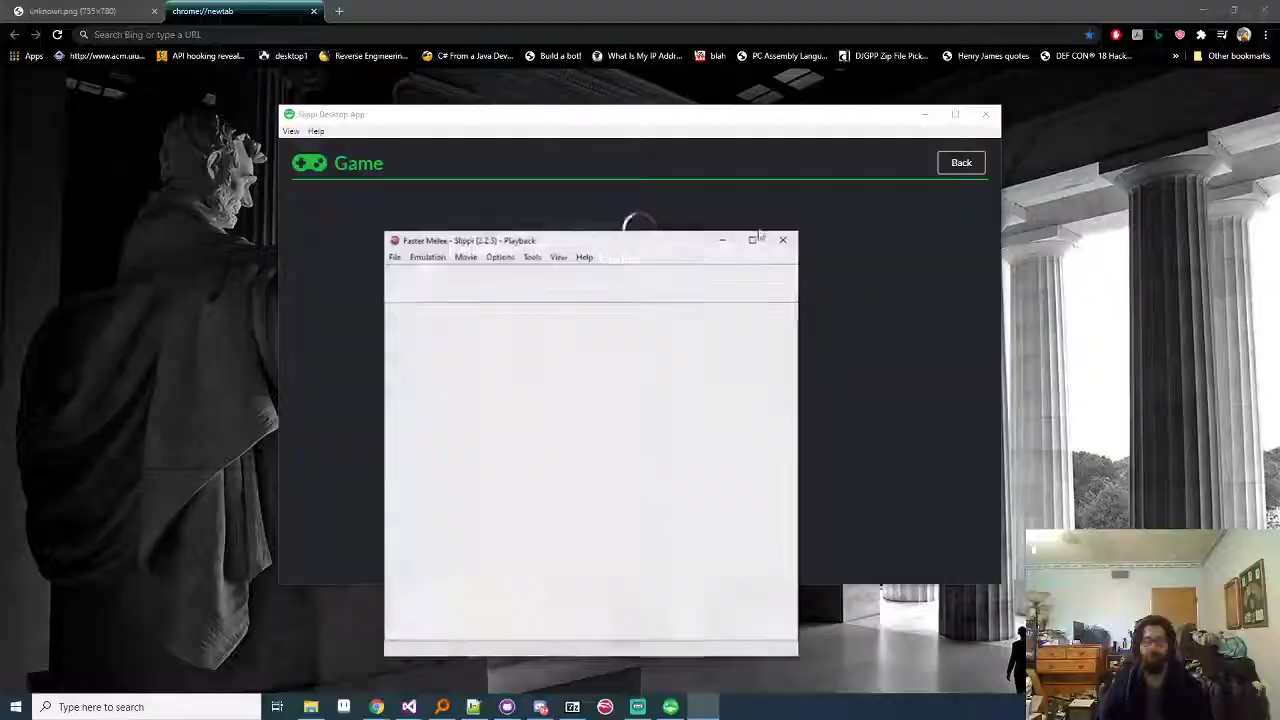 Unknown.png (755×780)
chrome://newtab
Search Bing or type a URL
Apps
http://www.acm.uiu...
API hooking reveal...
desktop1
Reverse Engineerin...
C# From a Java Dev...
Build a bot!
What Is My IP Addr...
blah
PC Assembly Langu...
DJGPP Zip File Pick...
Henry James quotes
DEF CON® 18 Hack...
»
Other bookmarks
Slippi Desktop App
View Help
Game
Back
Faster Melee - Slippi (2.2.5) - Playback
File Emulation Movie Options Tools View Help
Type here to search